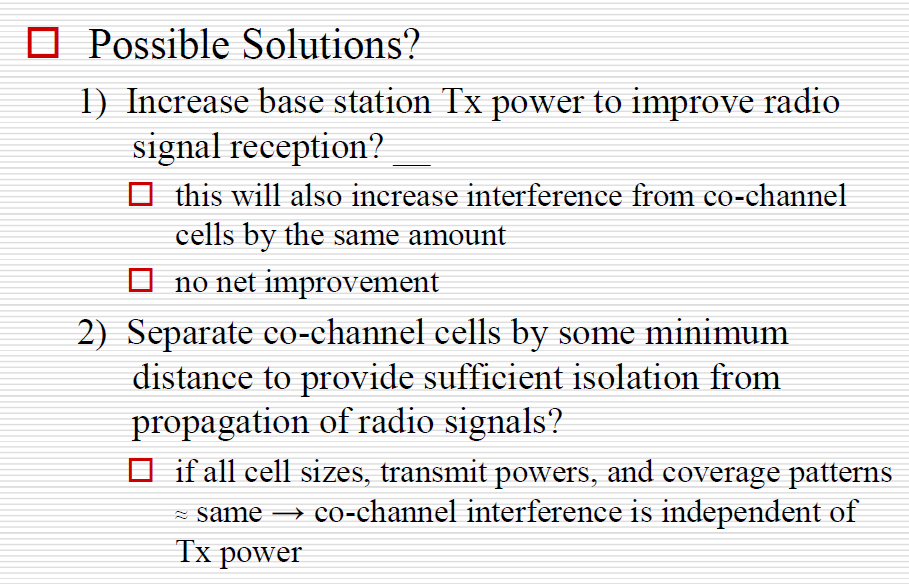 Possible Solutions?
1) Increase base station Tx power to improve radio
signal reception? __
this will also increase interference from co-channel
cells by the same amount
no net improvement
2) Separate co-channel cells by some minimum
distance to provide sufficient isolation from
propagation of radio signals?
if all cell sizes, transmit powers, and coverage patterns
≈ same → co-channel interference is independent of
Tx power